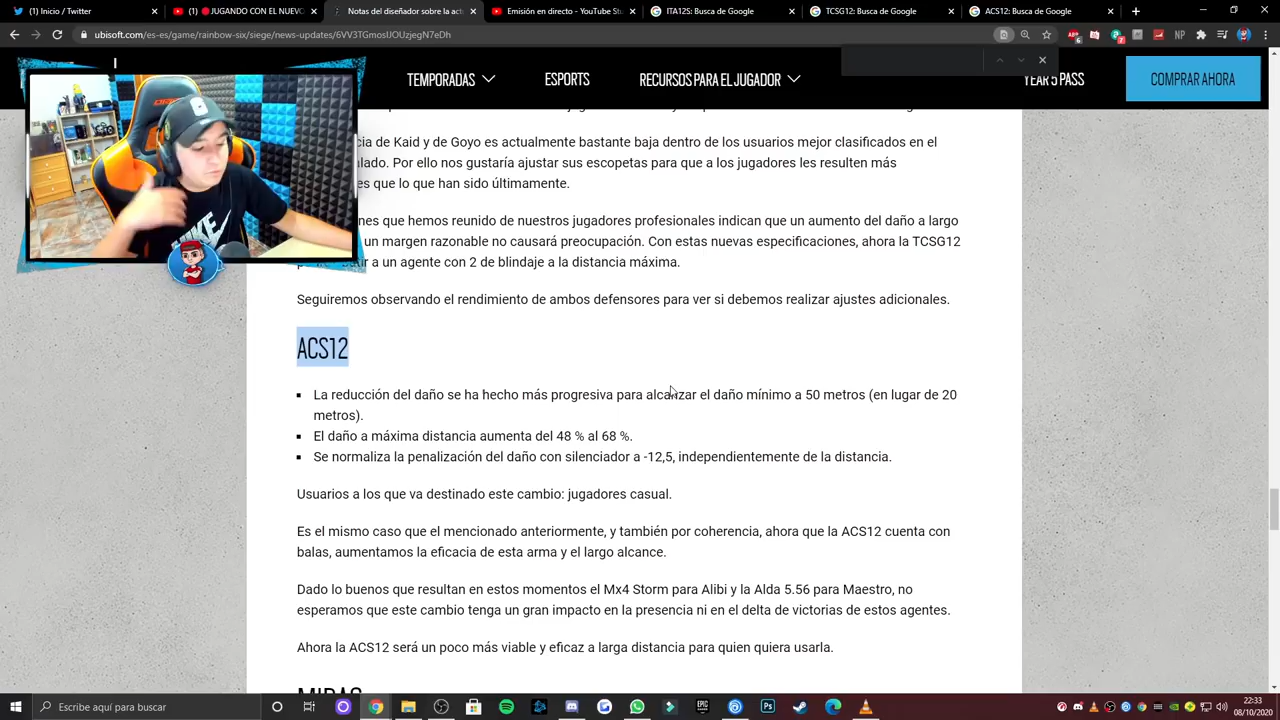 (1) Inicio / Twitter
(1) JUGANDO CON EL NUEVO
Notas del diseñador sobre la act
Emisión en directo - YouTube St
ITA12S: Busca de Google
TCSG12: Busca de Google
ACS12: Busca de Google
ubisoft.com/es-es/game/rainbow-six/siege/news-updates/6VV3TGmosIJOUzjegN7eDh
TEMPORADAS
ESPORTS
RECURSOS PARA EL JUGADOR
YEAR 5 PASS
COMPRAR AHORA
de Kaid y de Goyo es actualmente bastante baja dentro de los usuarios mejor clasificados en el
Por ello nos gustaría ajustar sus escopetas para que a los jugadores les resulten más
que lo que han sido últimamente.
que hemos reunido de nuestros jugadores profesionales indican que un aumento del daño a largo
un margen razonable no causará preocupación. Con estas nuevas especificaciones, ahora la TCSG12
a un agente con 2 de blindaje a la distancia máxima.
NIKE
Seguiremos observando el rendimiento de ambos defensores para ver si debemos realizar ajustes adicionales.
ACS12
La reducción del daño se ha hecho más progresiva para alcanzar el daño mínimo a 50 metros (en lugar de 20
metros).
El daño a máxima distancia aumenta del 48 % al 68 %.
Se normaliza la penalización del daño con silenciador a -12,5, independientemente de la distancia.
Usuarios a los que va destinado este cambio: jugadores casual.
Es el mismo caso que el mencionado anteriormente, y también por coherencia, ahora que la ACS12 cuenta con
balas, aumentamos la eficacia de esta arma y el largo alcance.
Dado lo buenos que resultan en estos momentos el Mx4 Storm para Alibi y la Alda 5.56 para Maestro, no
esperamos que este cambio tenga un gran impacto en la presencia ni en el delta de victorias de estos agentes.
Ahora la ACS12 será un poco más viable y eficaz a larga distancia para quien quiera usarla.
MIRAS
Escribe aquí para buscar
22:33
08/10/2020